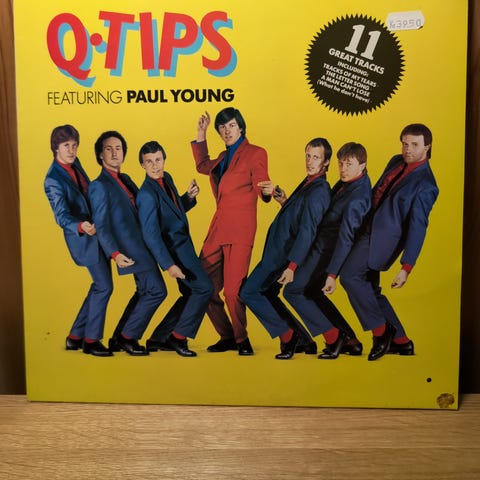 Q·TIPS
FEATURING PAUL YOUNG
11
GREAT TRACKS
INCLUDING:
TRACKS OF MY TEARS
THE LETTER SONG
A MAN CAN'T LOSE
(What he don't have)